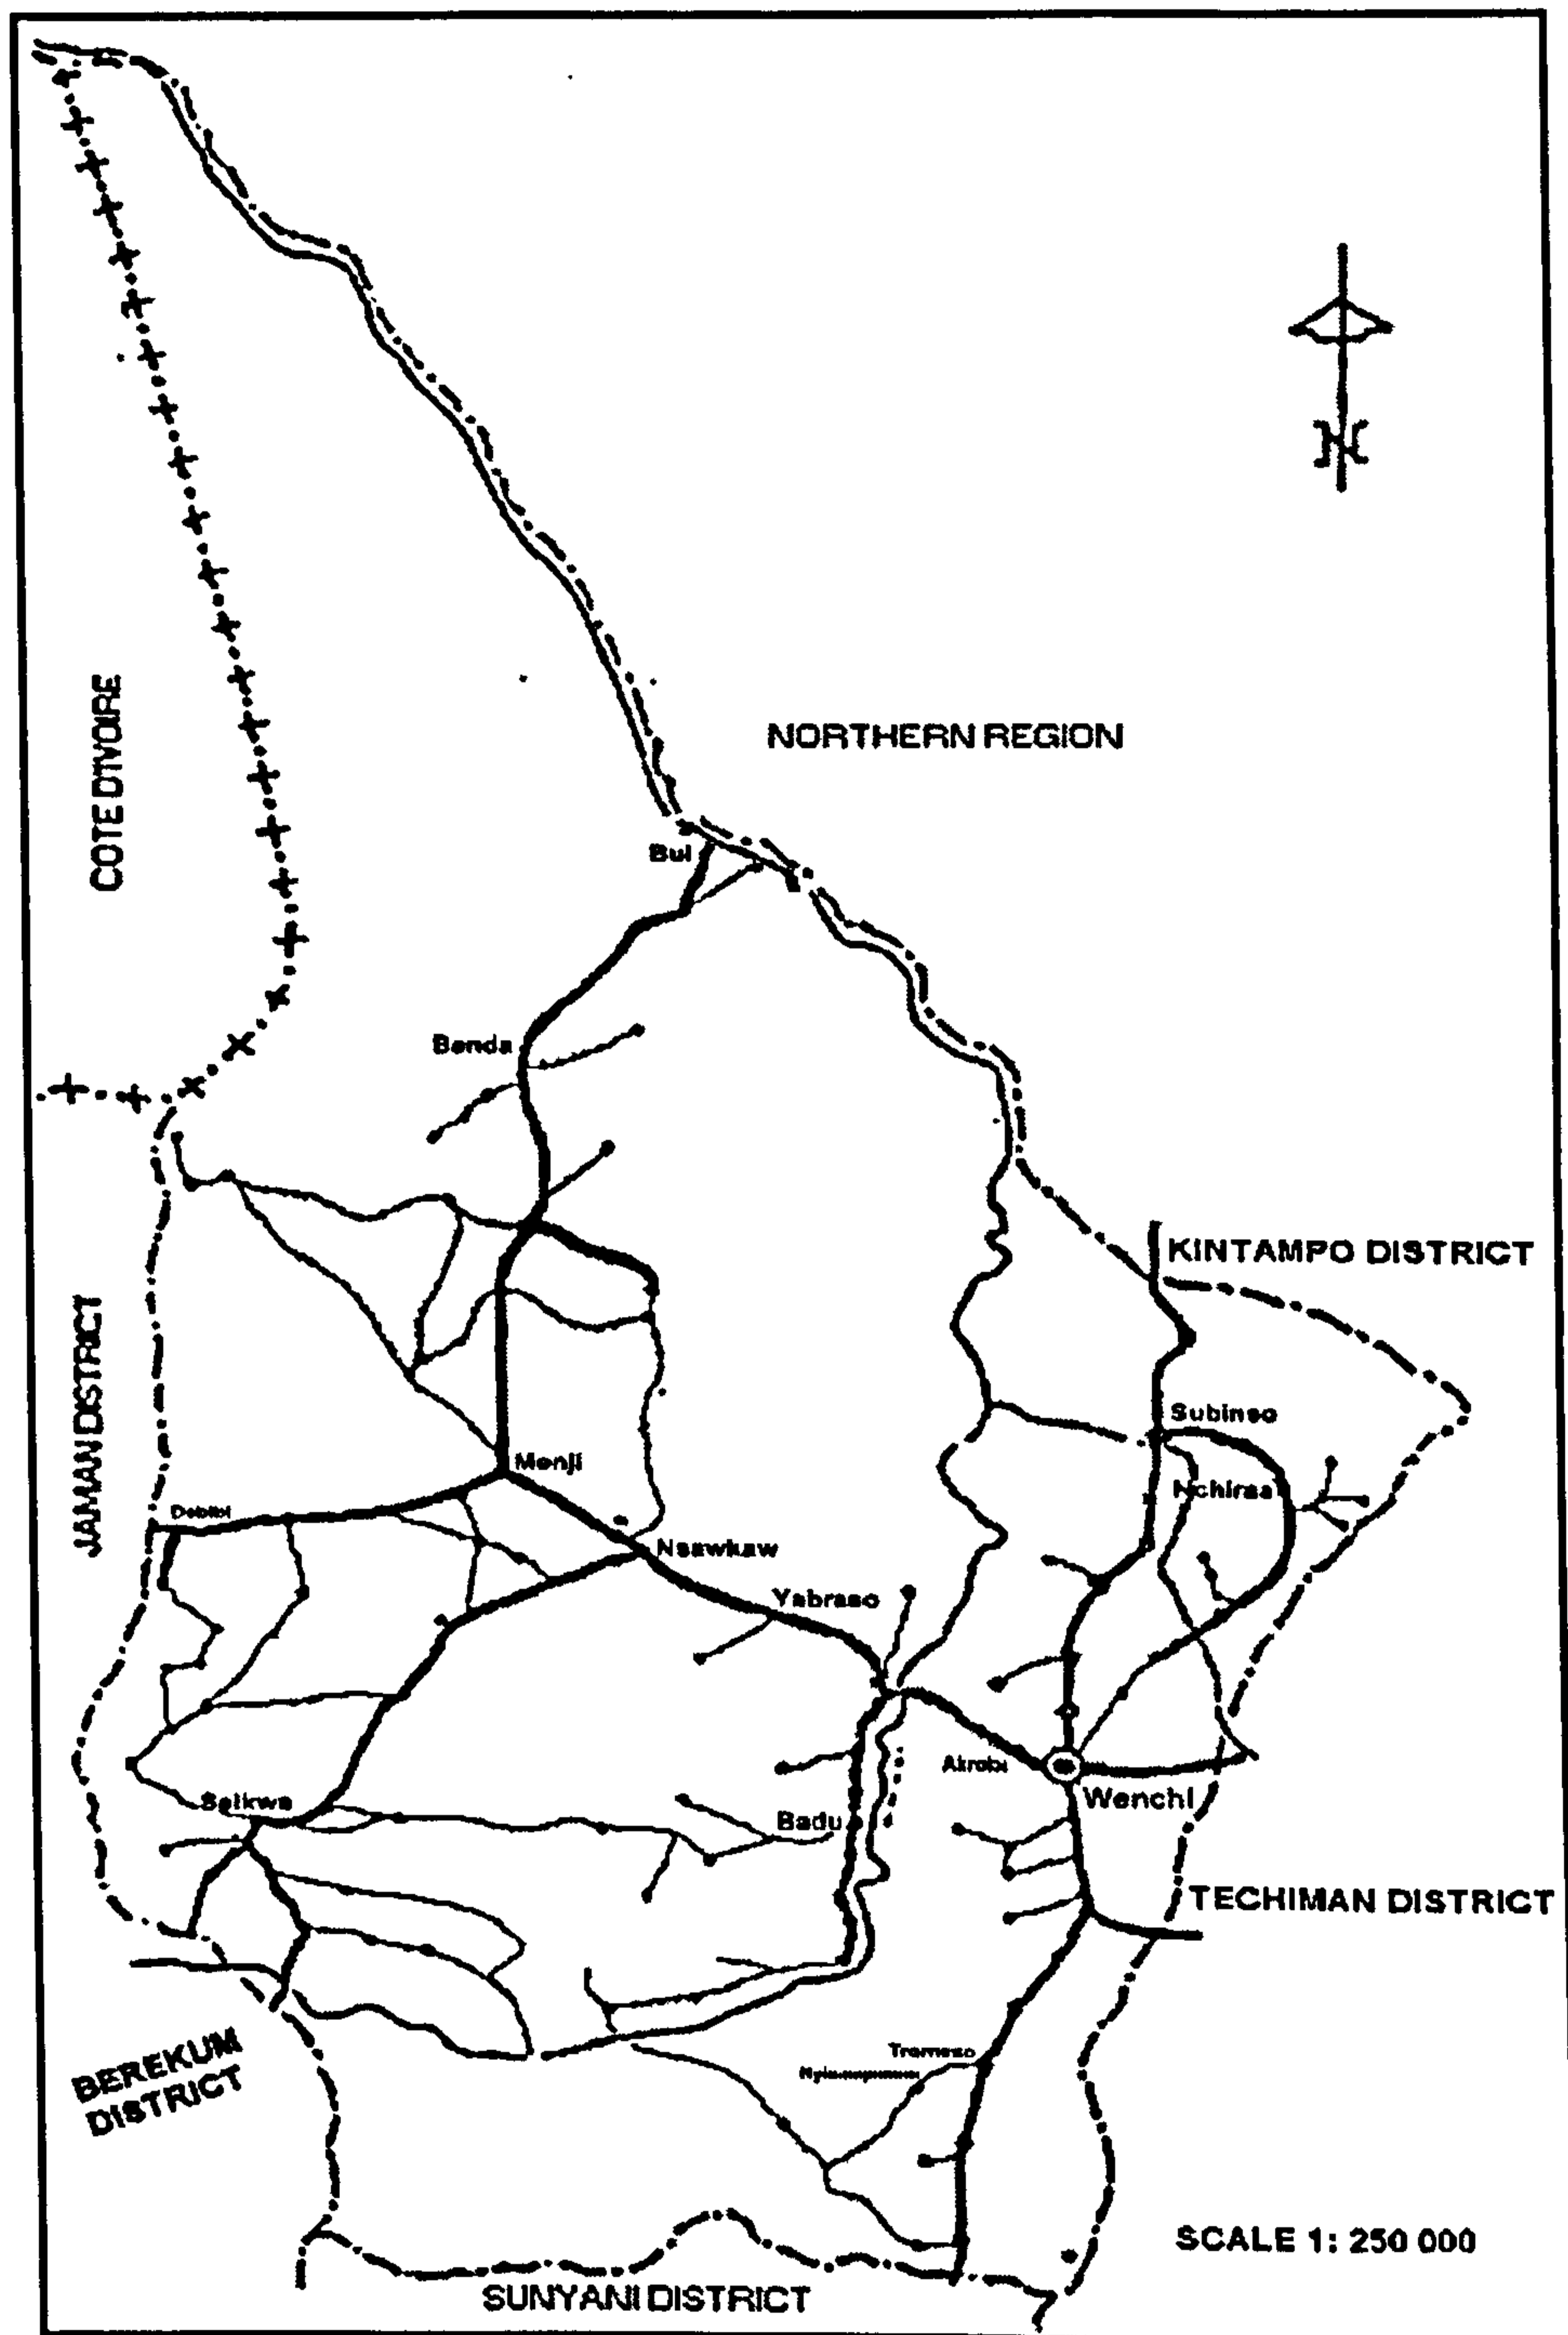 N
COTE D'IVOIRE
NORTHERN REGION
Bui
Banda
KINTAMPO DISTRICT
JAMAN DISTRICT
Subinso
Menji
Nchiraa
Debibi
Nsawkaw
Yabraso
Akrobi
Wenchi
Seikwa
Badu
TECHIMAN DISTRICT
BEREKUM
DISTRICT
Tromeso
SCALE 1: 250 000
SUNYANI DISTRICT